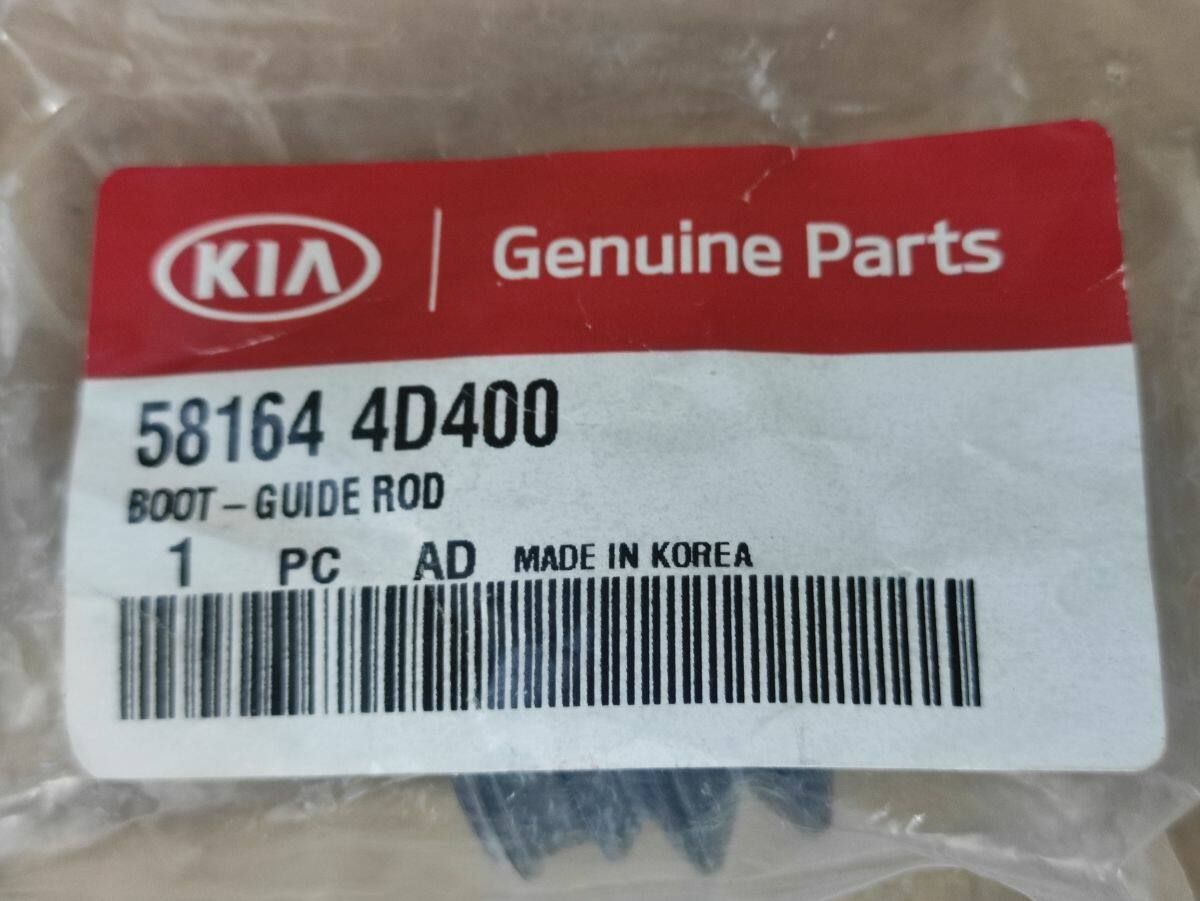 KIA Genuine Parts
58164 4D400
BOOT - GUIDE ROD
1 PC AD MADE IN KOREA